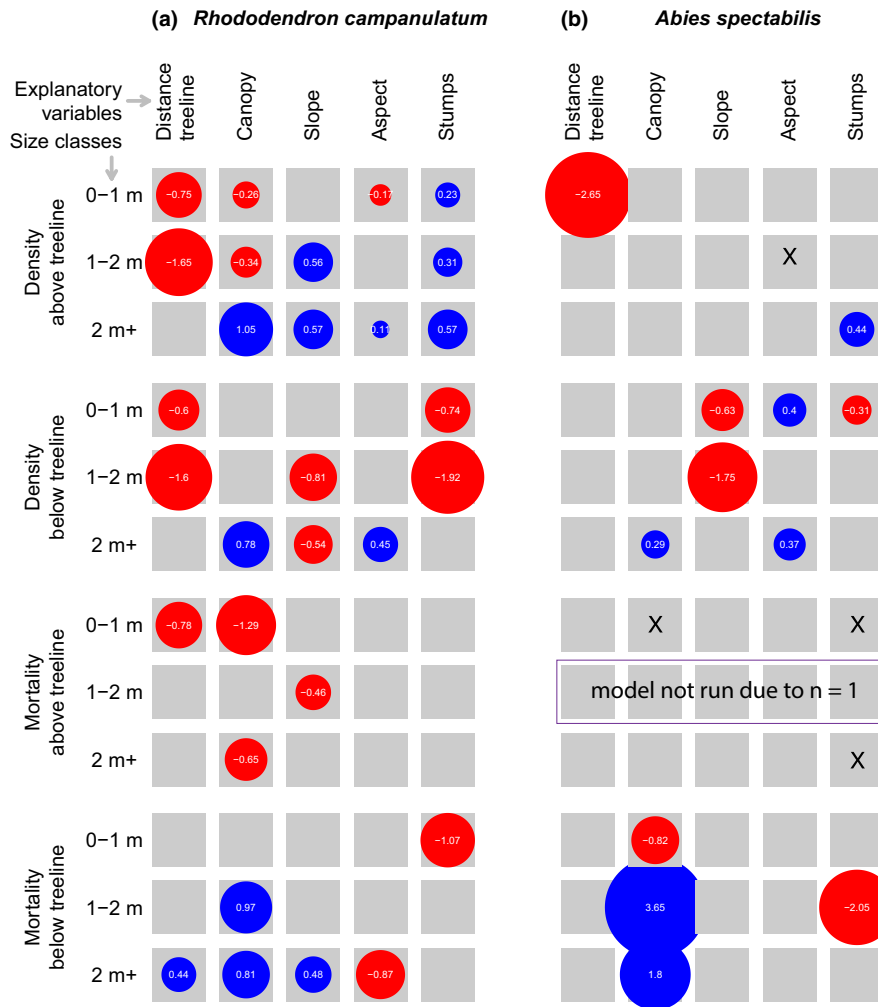 (a) Rhododendron campanulatum
(b) Abies spectabilis
Explanatory
variables
Size classes
Distance
treeline
Canopy
Slope
Aspect
Stumps
Distance
treeline
Canopy
Slope
Aspect
Stumps
Density
above treeline
0−1 m
−0.75
−0.26
−0.17
0.23
−2.65
1−2 m
−1.65
−0.34
0.56
0.31
X
2 m+
1.05
0.57
0.11
0.57
0.44
Density
below treeline
0−1 m
−0.6
−0.74
−0.63
0.4
−0.31
1−2 m
−1.6
−0.81
−1.92
−1.75
2 m+
0.78
−0.54
0.45
0.29
0.37
Mortality
above treeline
0−1 m
−0.78
−1.29
X
X
1−2 m
−0.46
model not run due to n = 1
2 m+
−0.65
X
Mortality
below treeline
0−1 m
−1.07
−0.82
1−2 m
0.97
3.65
−2.05
2 m+
0.44
0.81
0.48
−0.87
1.8